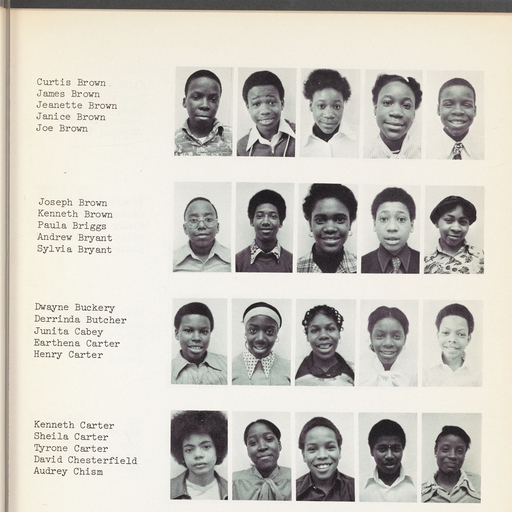 Curtis Brown
James Brown
Jeanette Brown
Janice Brown
Joe Brown
Joseph Brown
Kenneth Brown
Paula Briggs
Andrew Bryant
Sylvia Bryant
Dwayne Buckery
Derrinda Butcher
Junita Cabey
Earthena Carter
Henry Carter
Kenneth Carter
Sheila Carter
Tyrone Carter
David Chesterfield
Audrey Chism